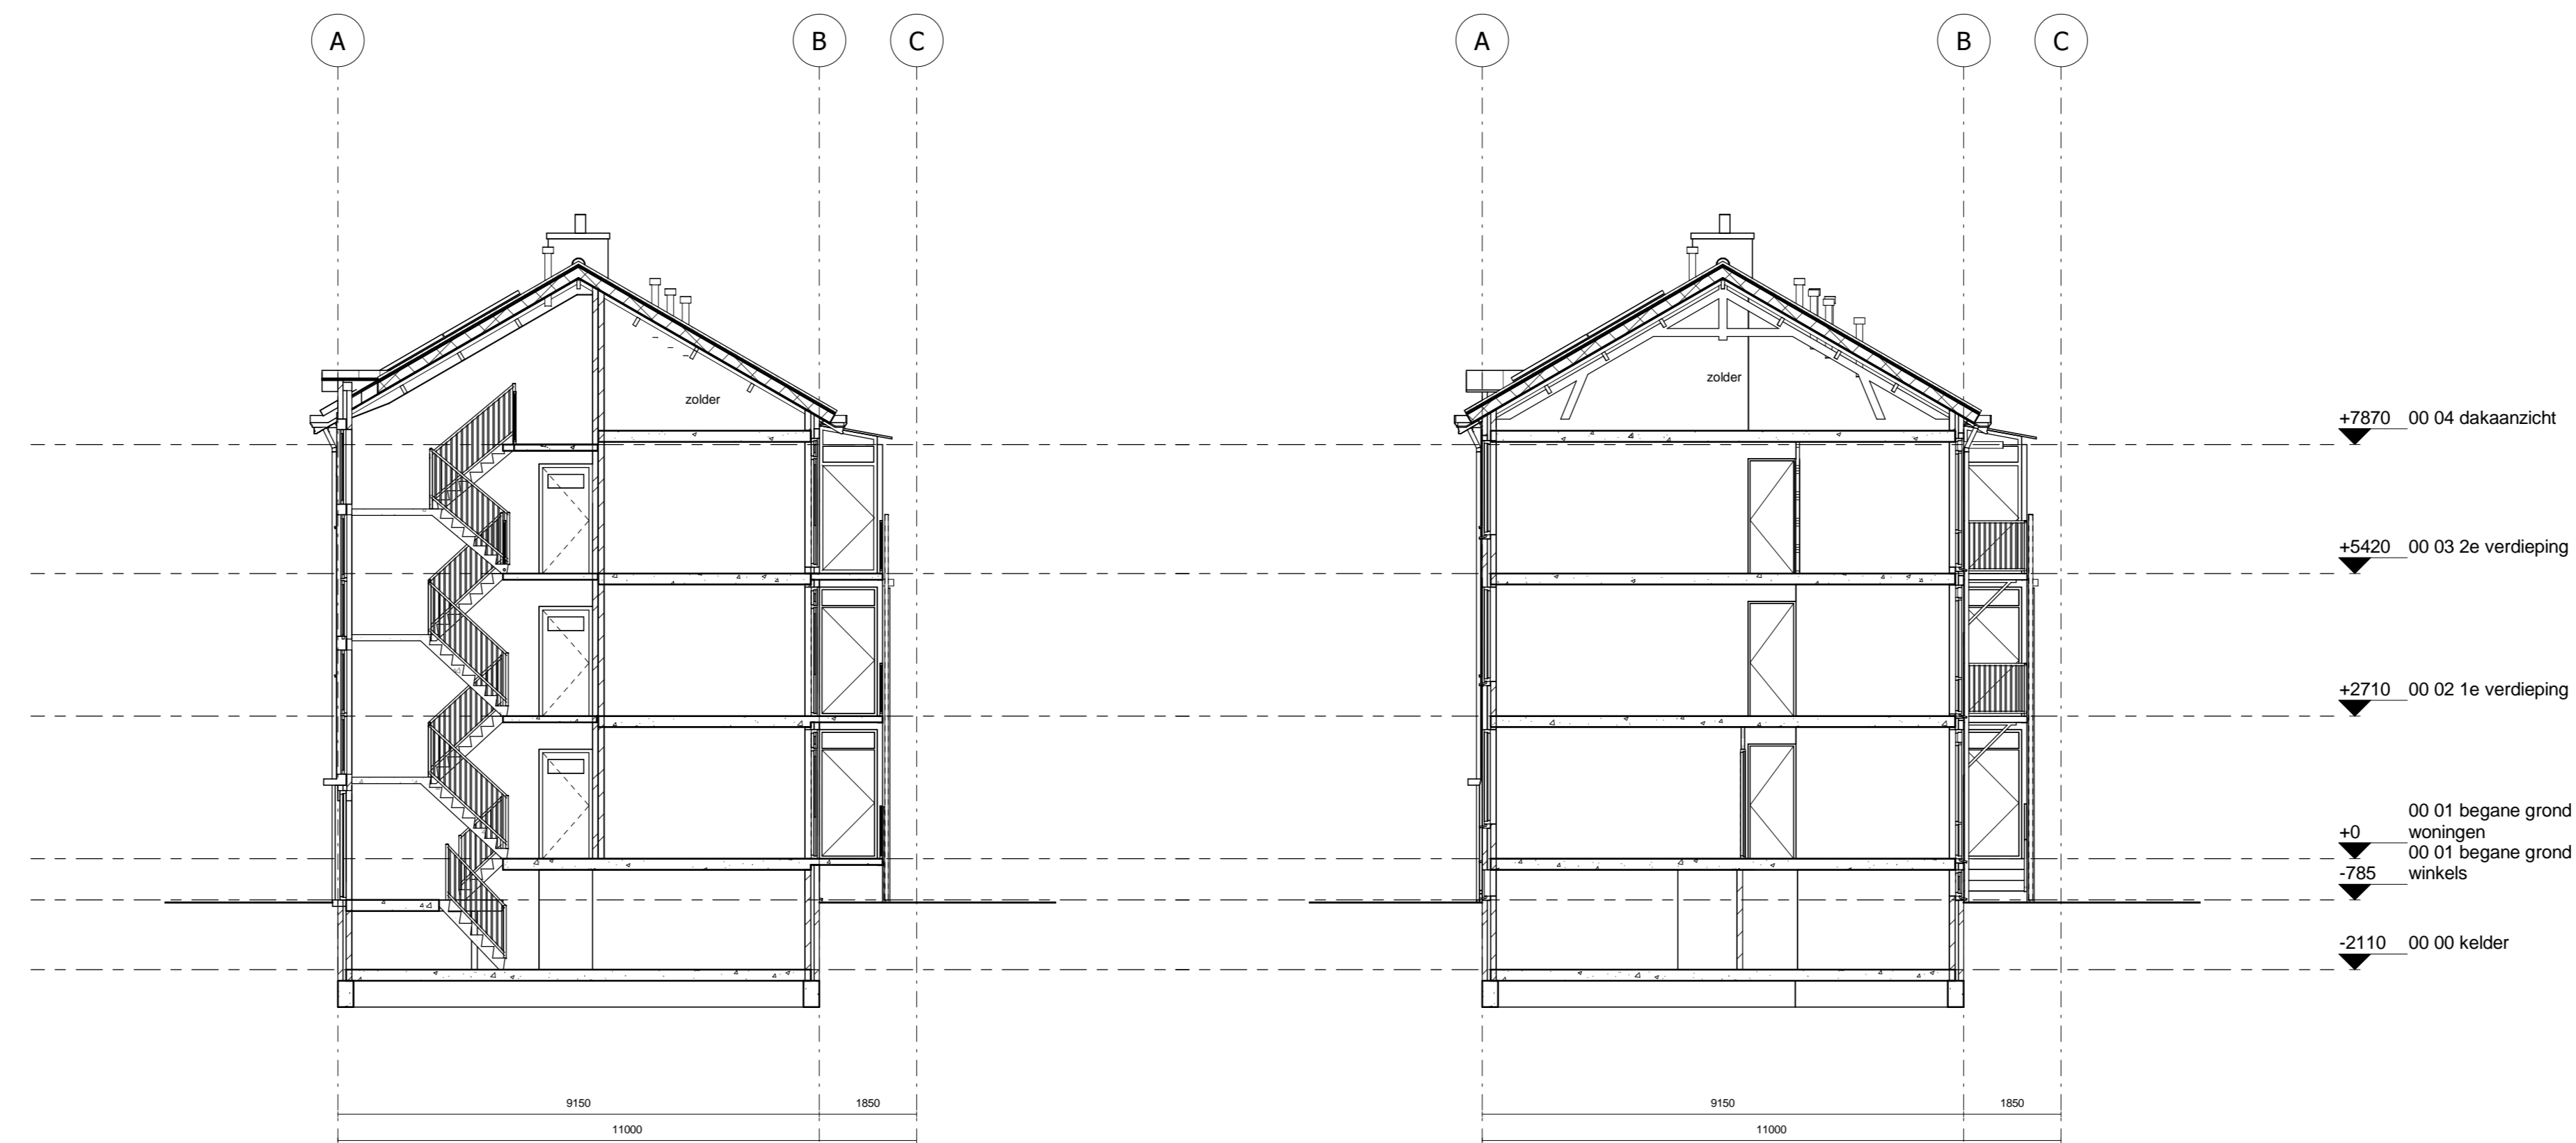 A B C A B C
zolder
zolder
+7870 00 04 dakaanzicht
+5420 00 03 2e verdieping
+2710 00 02 1e verdieping
00 01 begane grond
+0 woningen
00 01 begane grond
-785 winkels
-2110 00 00 kelder
9150 1850 9150 1850
11000 11000